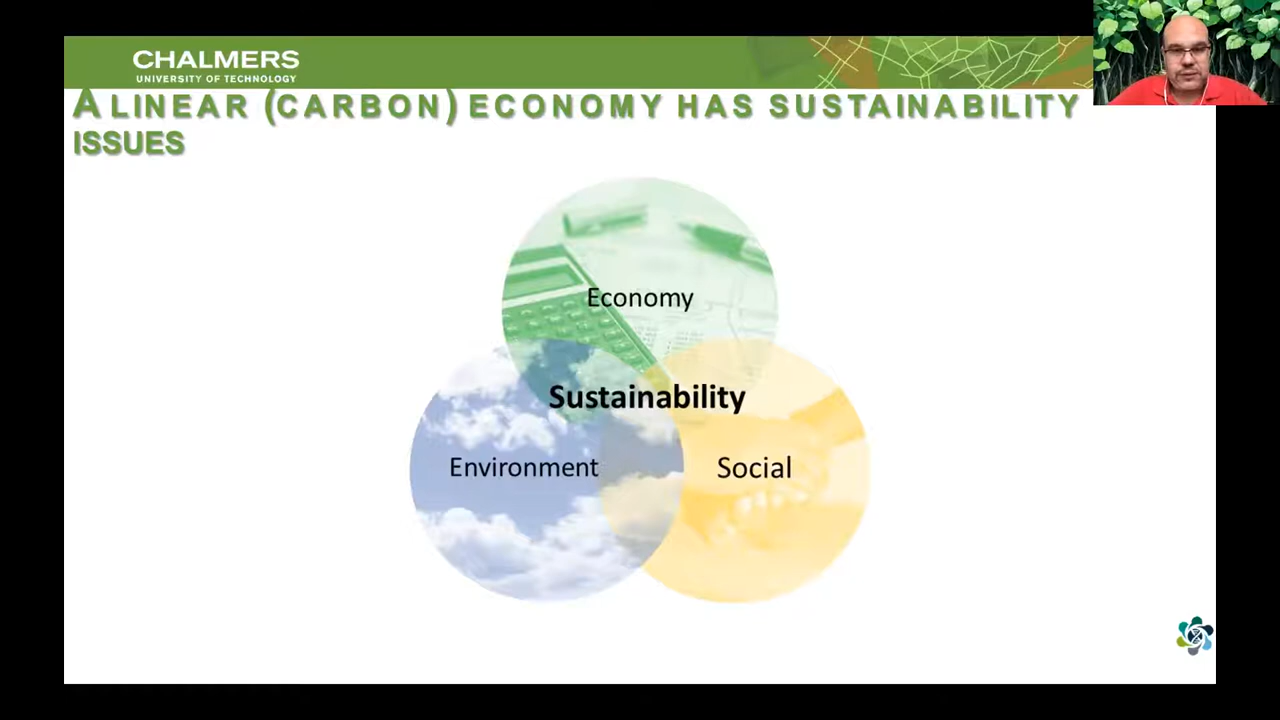 CHALMERS
UNIVERSITY OF TECHNOLOGY
A LINEAR (CARBON) ECONOMY HAS SUSTAINABILITY
ISSUES
Economy
Sustainability
Environment
Social